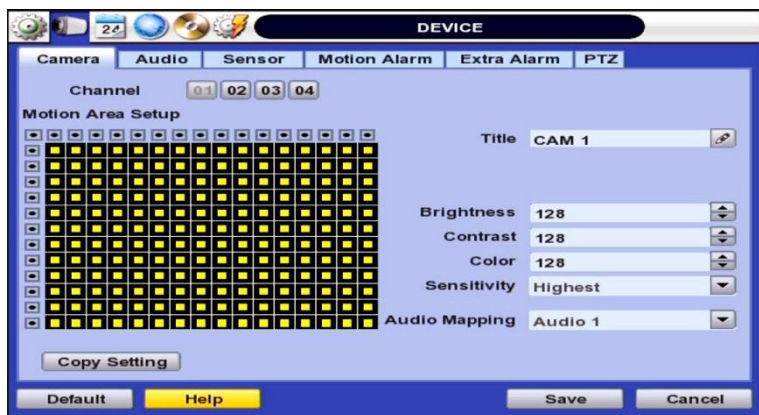 24
DEVICE
Camera Audio Sensor Motion Alarm Extra Alarm PTZ
Channel 01 02 03 04
Motion Area Setup
Title CAM 1
Brightness 128
Contrast 128
Color 128
Sensitivity Highest
Audio Mapping Audio 1
Copy Setting
Default Help Save Cancel